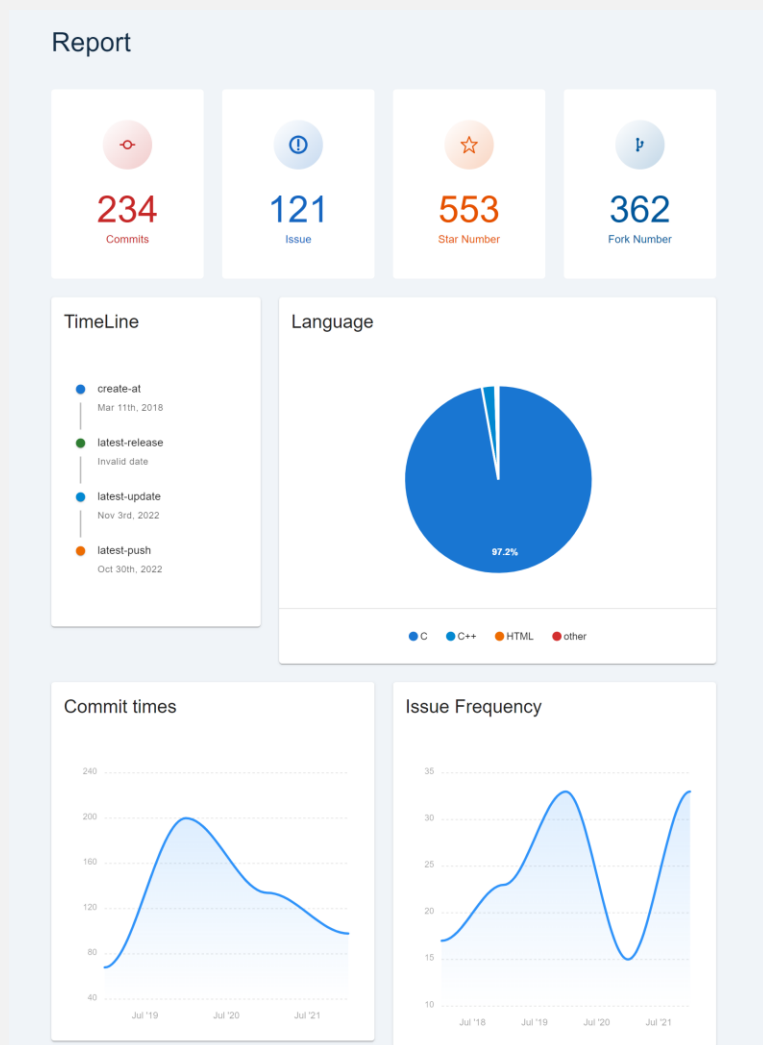 Report
234
Commits
121
Issue
553
Star Number
362
Fork Number
TimeLine
create-at
Mar 11th, 2018
latest-release
Invalid date
latest-update
Nov 3rd, 2022
latest-push
Oct 30th, 2022
Language
97.2%
C C++ HTML other
Commit times
240
200
160
120
80
40
Jul '19 Jul '20 Jul '21
Issue Frequency
35
30
25
20
15
10
Jul '18 Jul '19 Jul '20 Jul '21